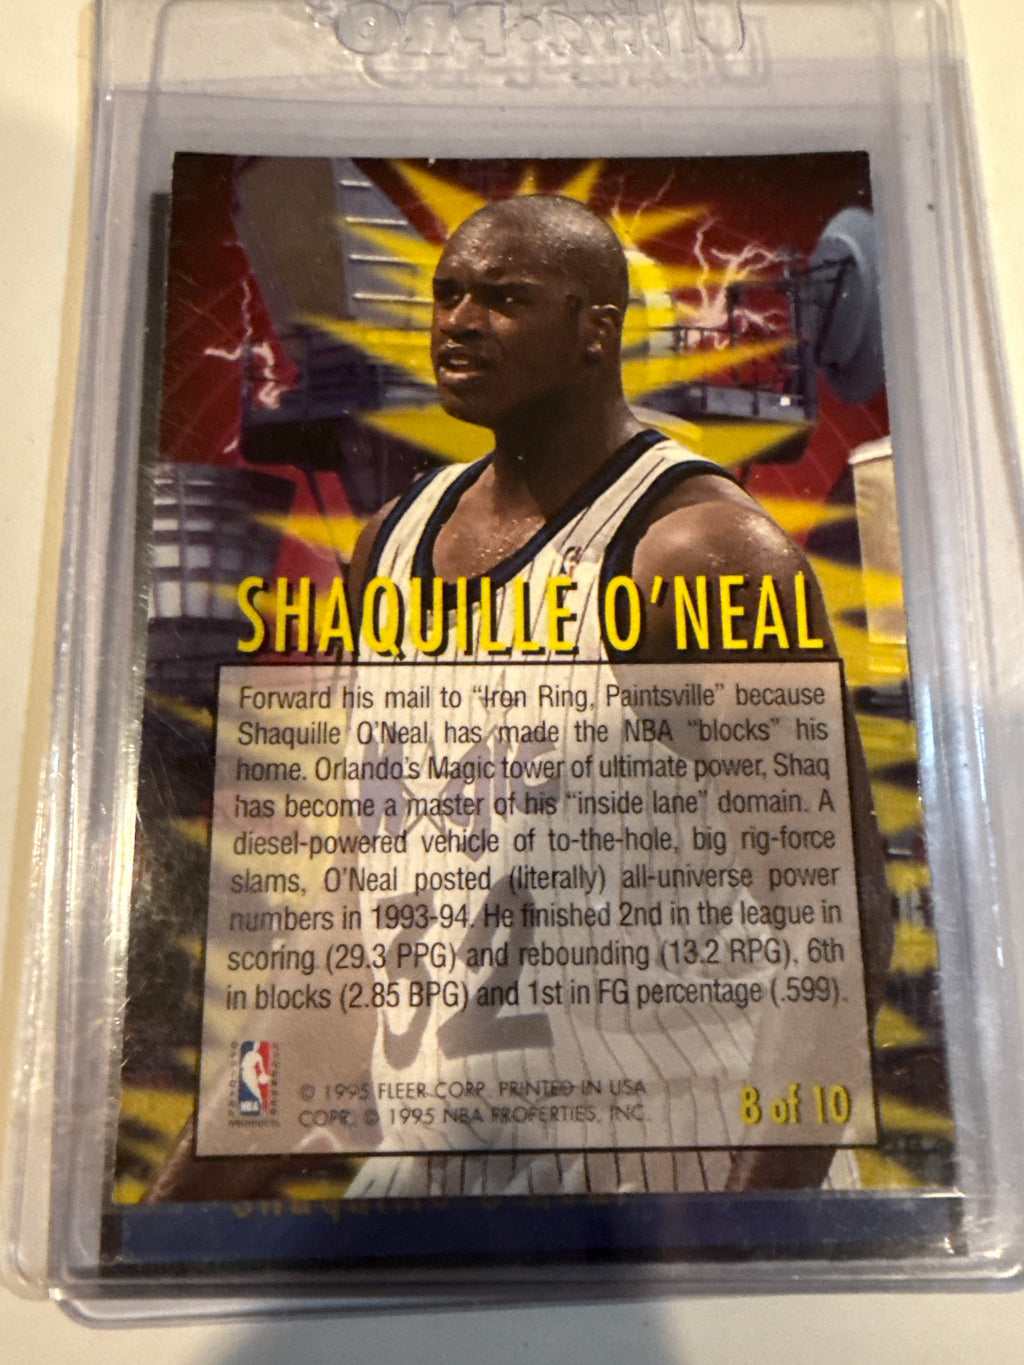 Ultra-PRO
SHAQUILLE O'NEAL
Forward his mail to “Iron Ring, Paintsville” because
Shaquille O'Neal has made the NBA “blocks” his
home. Orlando's Magic tower of ultimate power, Shaq
has become a master of his “inside lane” domain. A
diesel-powered vehicle of to-the-hole, big rig-force
slams, O'Neal posted (literally) all-universe power
numbers in 1993-94. He finished 2nd in the league in
scoring (29.3 PPG) and rebounding (13.2 RPG), 6th
in blocks (2.85 BPG) and 1st in FG percentage (.599).
NBA
© 1995 FLEER CORP. PRINTED IN USA
COPR. © 1995 NBA PROPERTIES, INC.
8 of 10
Shaquille O'Neal